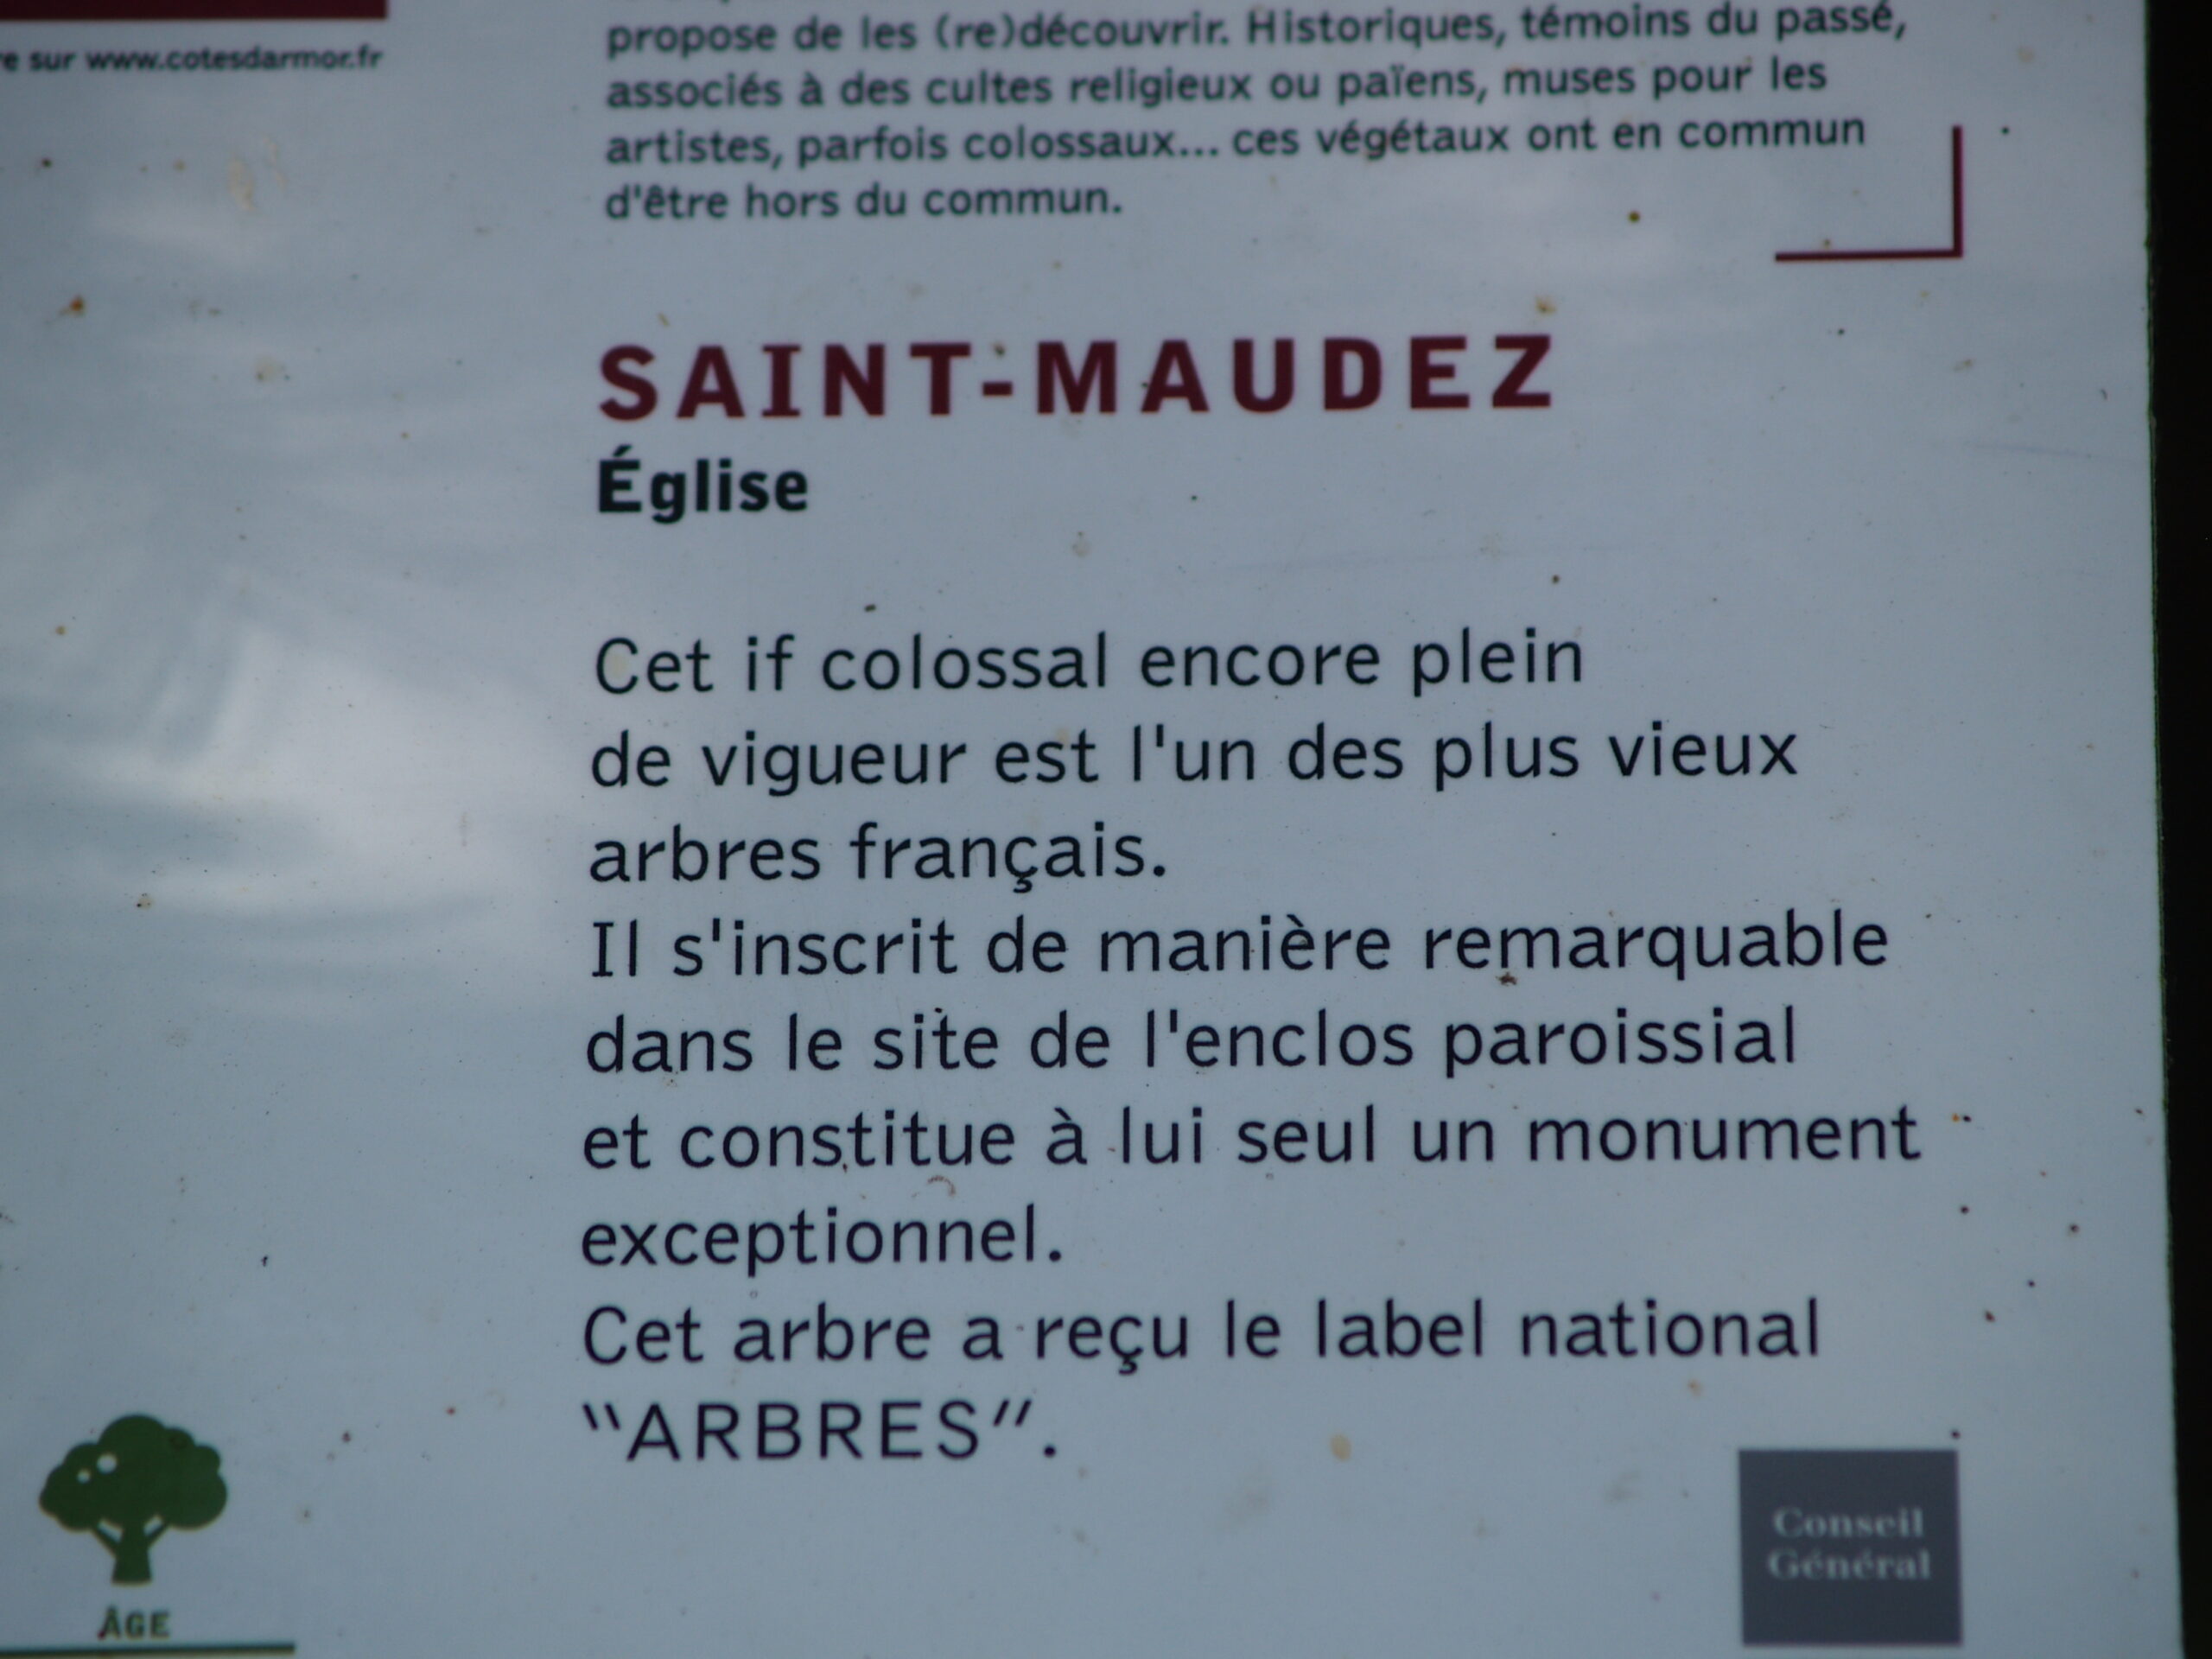 sur www.cotesdarmor.fr
propose de les (re)découvrir. Historiques, témoins du passé,
associés à des cultes religieux ou païens, muses pour les
artistes, parfois colossaux... ces végétaux ont en commun
d'être hors du commun.
SAINT-MAUDEZ
Église
Cet if colossal encore plein
de vigueur est l'un des plus vieux
arbres français.
Il s'inscrit de manière remarquable
dans le site de l'enclos paroissial
et constitue à lui seul un monument
exceptionnel.
Cet arbre a reçu le label national
"ARBRES".
ÂGE
Conseil
Général